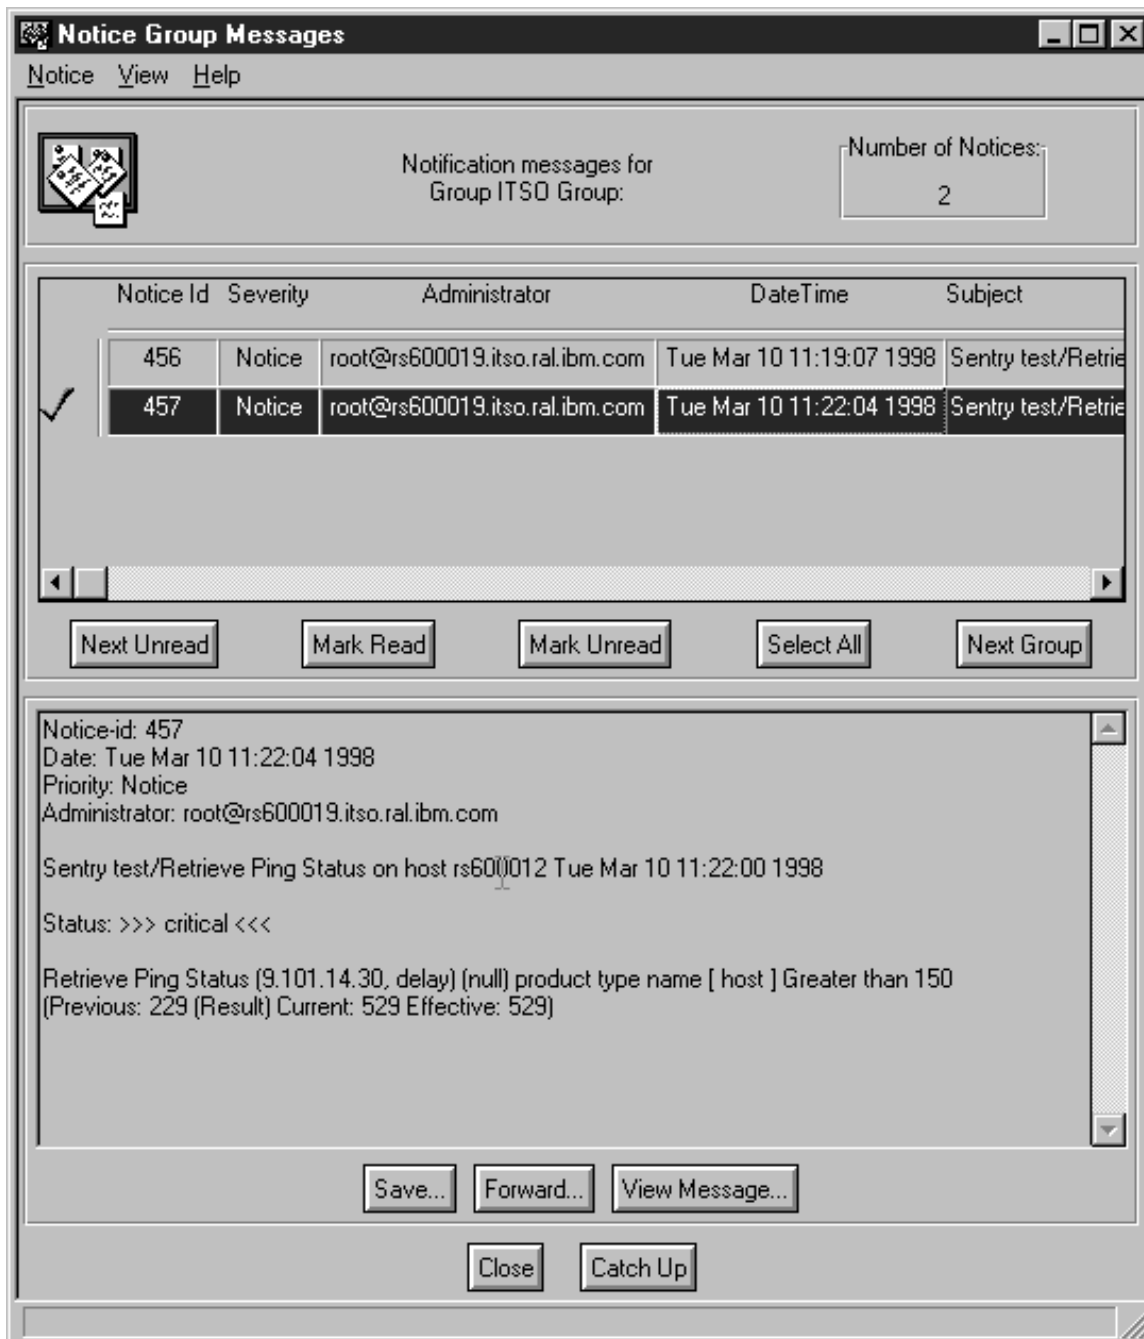 Notice Group Messages
Notice View Help
Notification messages for
Group ITSO Group:
Number of Notices:
2
Notice Id Severity Administrator DateTime Subject
456 Notice root@rs600019.itso.ral.ibm.com Tue Mar 10 11:19:07 1998 Sentry test/Retrie
457 Notice root@rs600019.itso.ral.ibm.com Tue Mar 10 11:22:04 1998 Sentry test/Retrie
Next Unread Mark Read Mark Unread Select All Next Group
Notice-id: 457
Date: Tue Mar 10 11:22:04 1998
Priority: Notice
Administrator: root@rs600019.itso.ral.ibm.com
Sentry test/Retrieve Ping Status on host rs600012 Tue Mar 10 11:22:00 1998
Status: >>> critical <<<
Retrieve Ping Status (9.101.14.30, delay) (null) product type name [ host ] Greater than 150
(Previous: 229 (Result) Current: 529 Effective: 529)
Save... Forward... View Message...
Close Catch Up